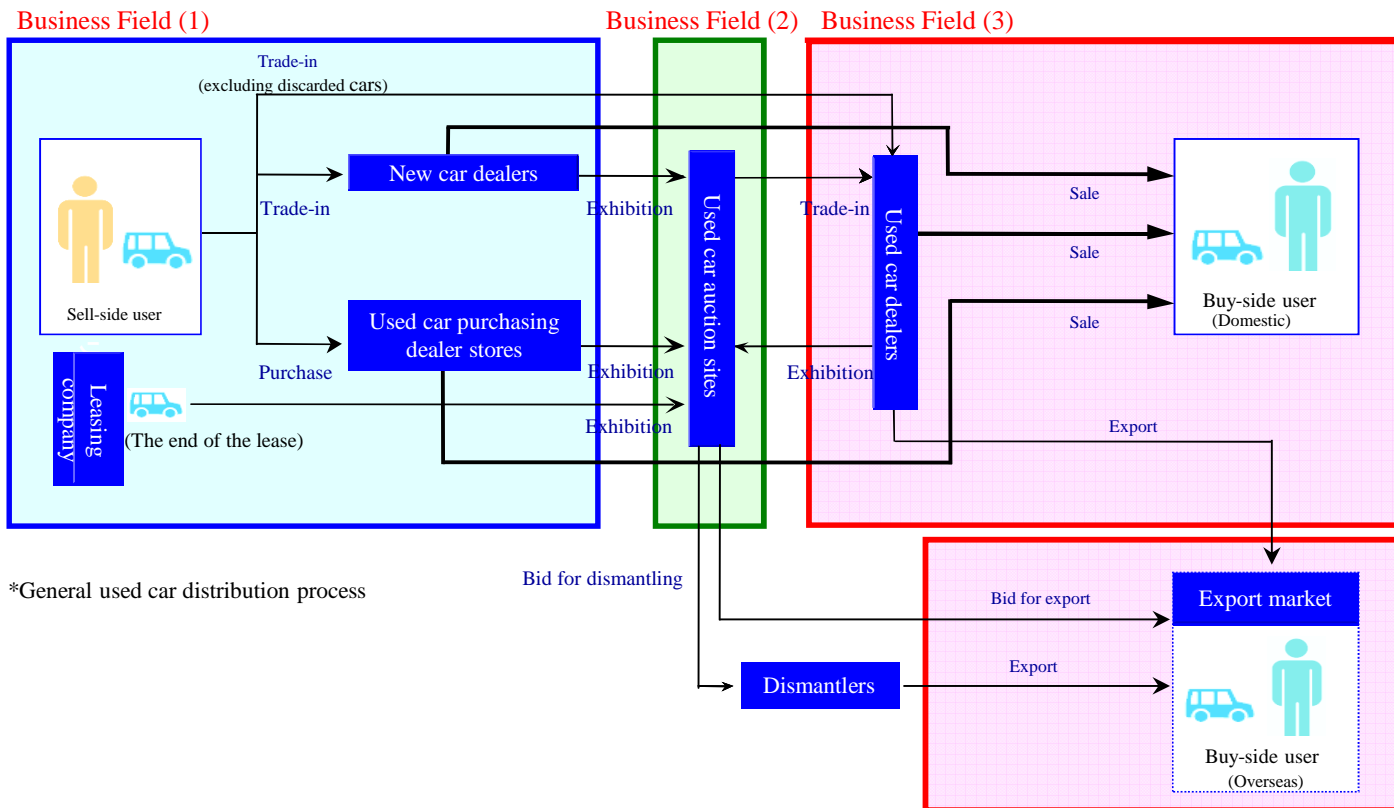 Business Field (1)
Business Field (2)
Business Field (3)
Trade-in
(excluding discarded cars)
New car dealers
Trade-in
Exhibition
Trade-in
Sale
Sale
Sale
Sell-side user
Used car purchasing
dealer stores
Purchase
Exhibition
Exhibition
Used car auction sites
Used car dealers
Buy-side user
(Domestic)
Leasing
company
(The end of the lease)
Exhibition
Export
*General used car distribution process
Bid for dismantling
Bid for export
Export market
Dismantlers
Export
Buy-side user
(Overseas)